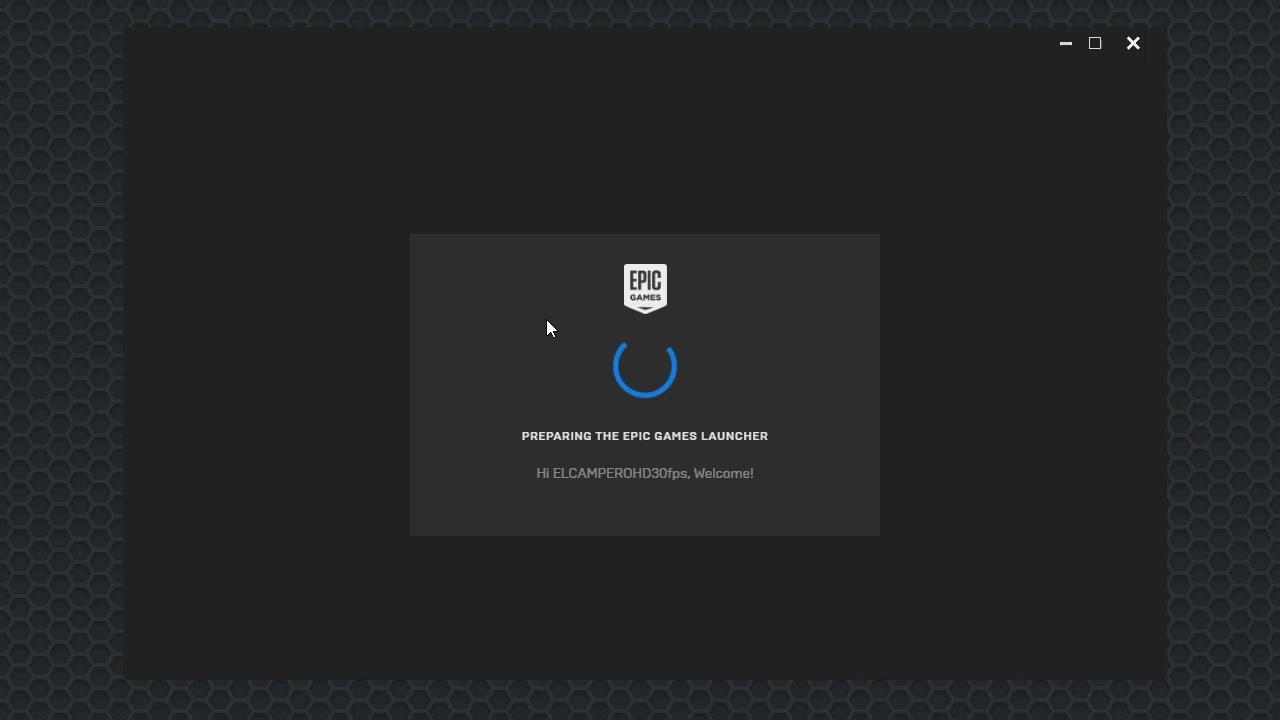 EPIC
GAMES
PREPARING THE EPIC GAMES LAUNCHER
Hi ELCAMPEROHD30fps, Welcome!